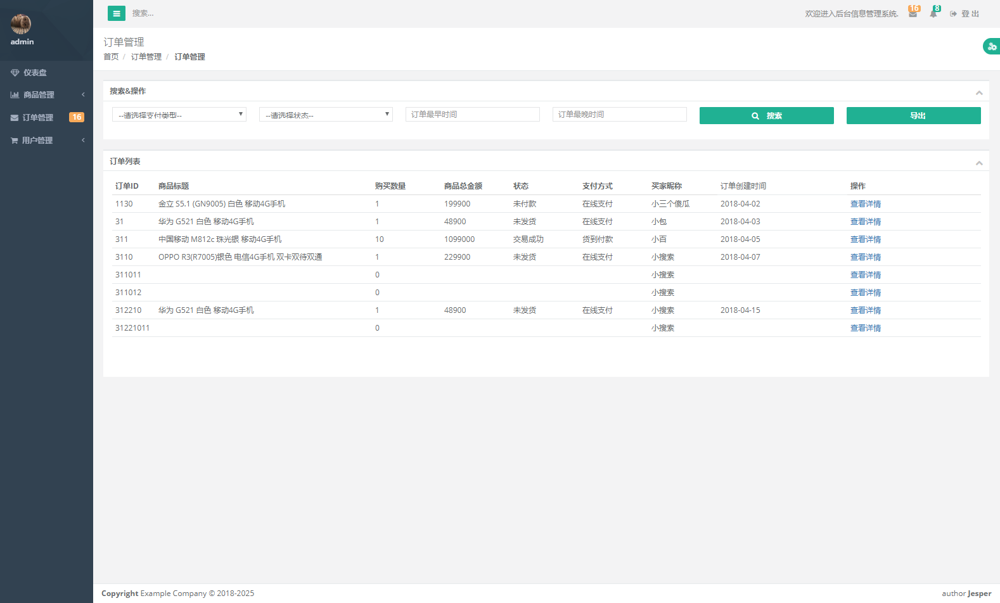 admin
仪表盘
商品管理
订单管理 16
用户管理
搜索...
欢迎进入后台信息管理系统. 16 8 登 出
订单管理
首页 / 订单管理 / 订单管理
搜索&操作
--请选择支付类型-- --请选择状态-- 订单最早时间 订单最晚时间 搜索 导出
订单列表
订单ID 商品标题 购买数量 商品总金额 状态 支付方式 买家昵称 订单创建时间 操作
1130 金立 S5.1 (GN9005) 白色 移动4G手机 1 199900 未付款 在线支付 小三个傻瓜 2018-04-02 查看详情
31 华为 G521 白色 移动4G手机 1 48900 未发货 在线支付 小包 2018-04-03 查看详情
311 中国移动 M812c 珠光银 移动4G手机 10 1099000 交易成功 货到付款 小百 2018-04-05 查看详情
3110 OPPO R3(R7005)银色 电信4G手机 双卡双待双通 1 229900 未发货 在线支付 小搜索 2018-04-07 查看详情
311011 0 小搜索 查看详情
311012 0 小搜索 查看详情
312210 华为 G521 白色 移动4G手机 1 48900 未发货 在线支付 小搜索 2018-04-15 查看详情
31221011 0 小搜索 查看详情
Copyright Example Company © 2018-2025
author Jesper